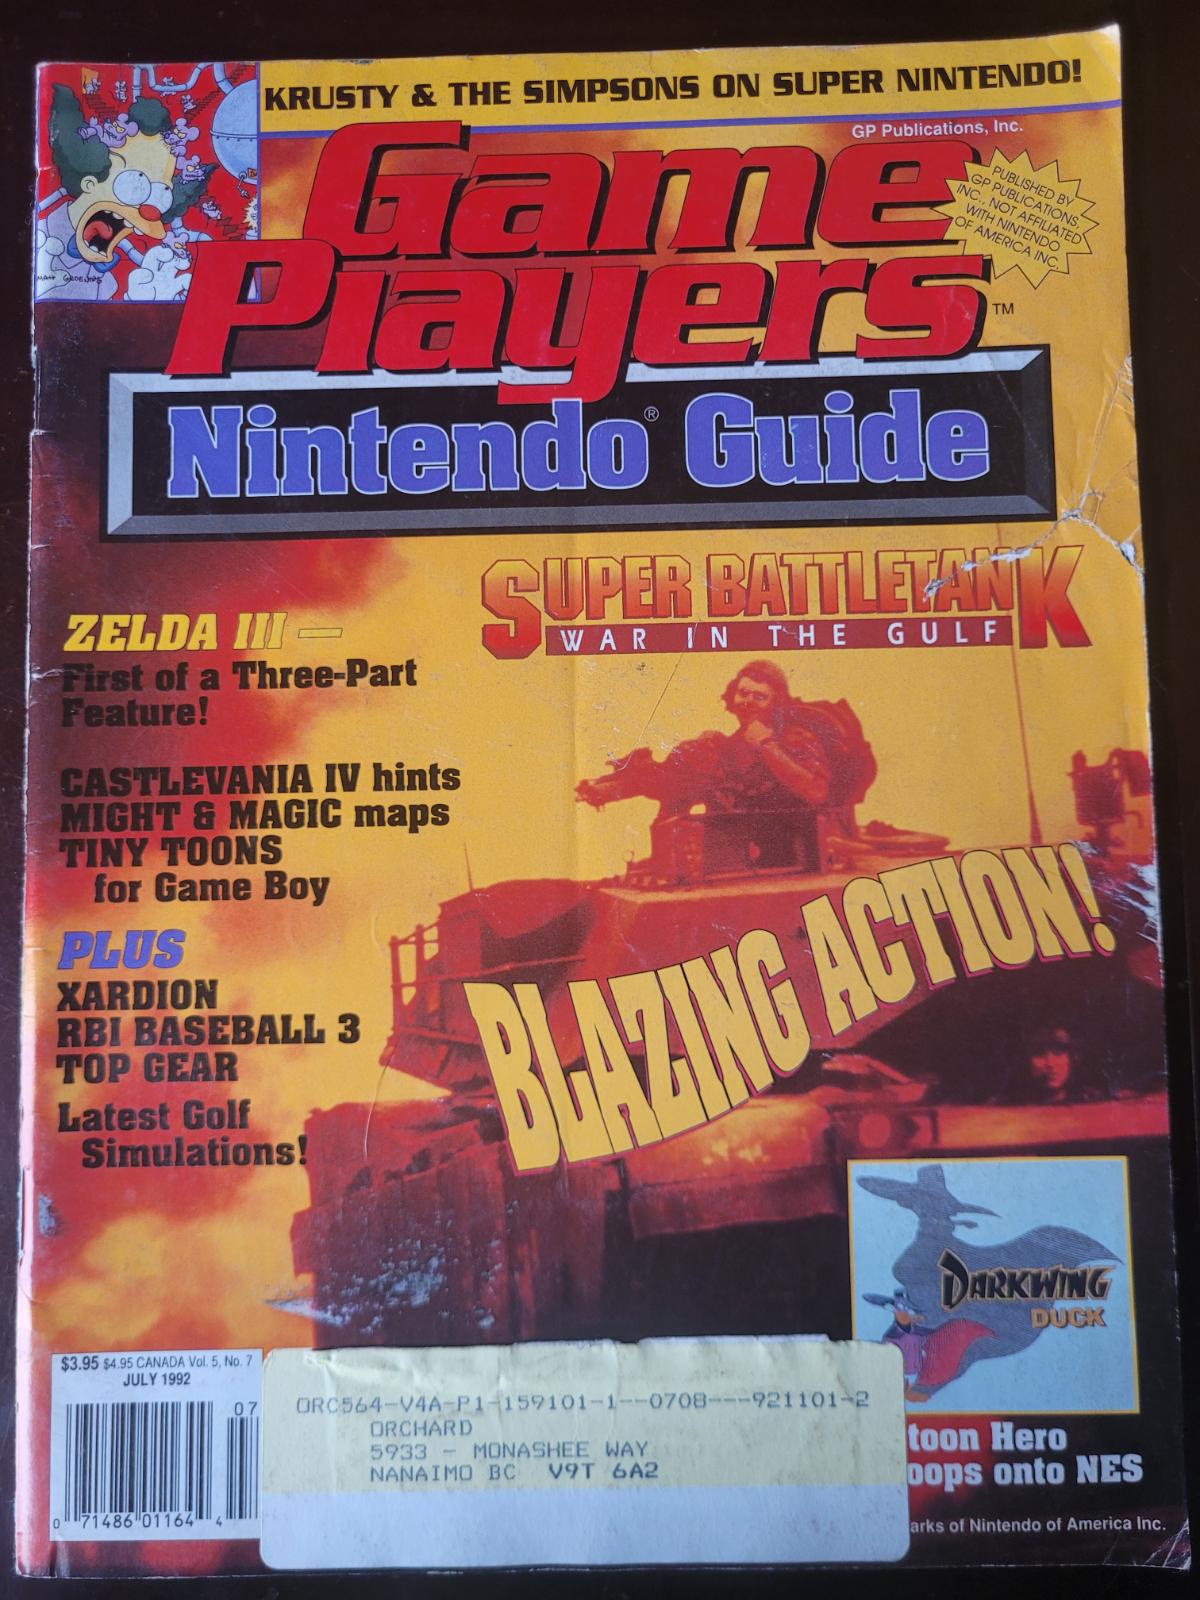 KRUSTY & THE SIMPSONS ON SUPER NINTENDO!
MATT GROENING
GP Publications, Inc.
Game
Players™
PUBLISHED BY
GP PUBLICATIONS,
INC., NOT AFFILIATED
WITH NINTENDO
OF AMERICA INC.
Nintendo® Guide
SUPER BATTLETANK
WAR IN THE GULF
ZELDA III —
First of a Three-Part
Feature!
CASTLEVANIA IV hints
MIGHT & MAGIC maps
TINY TOONS
for Game Boy
BLAZING ACTION!
PLUS
XARDION
RBI BASEBALL 3
TOP GEAR
Latest Golf
Simulations!
DARKWING
DUCK
toon Hero
oops onto NES
arks of Nintendo of America Inc.
$3.95 $4.95 CANADA Vol. 5, No. 7
JULY 1992
07
0 71486 01164 4
ORC564-V4A-P1-159101-1--0708---921101-2
ORCHARD
5933 - MONASHEE WAY
NANAIMO BC V9T 6A2